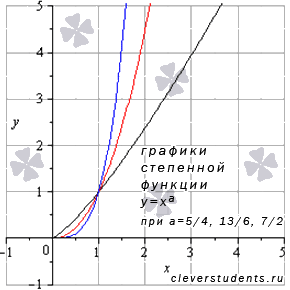 5
4
3
y
2
1
графики
степенной
функции
y=xᵃ
при a=5/4, 13/6, 7/2
-1 0 1 2 3 4 5
x
-1
cleverstudents.ru